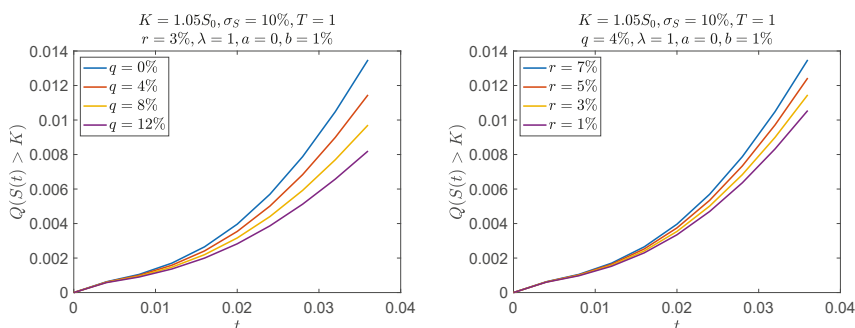 K = 1.05S₀, σ_S = 10%, T = 1
r = 3%, λ = 1, a = 0, b = 1%
0.014
0.012
0.01
0.008
0.006
0.004
0.002
0
Q(S(t) > K)
q = 0%
q = 4%
q = 8%
q = 12%
0 0.01 0.02 0.03 0.04
t
K = 1.05S₀, σ_S = 10%, T = 1
q = 4%, λ = 1, a = 0, b = 1%
0.014
0.012
0.01
0.008
0.006
0.004
0.002
0
Q(S(t) > K)
r = 7%
r = 5%
r = 3%
r = 1%
0 0.01 0.02 0.03 0.04
t